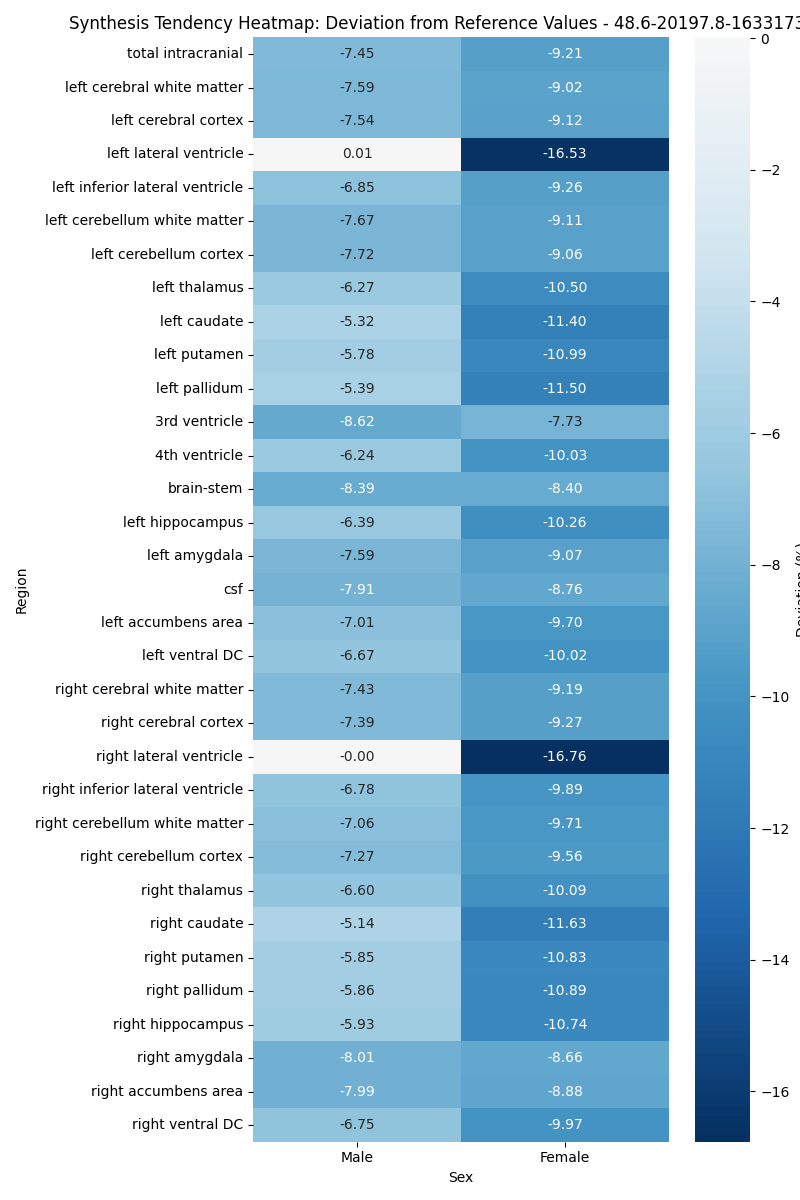 Synthesis Tendency Heatmap: Deviation from Reference Values - 48.6-20197.8-1633173
total intracranial -7.45 -9.21
left cerebral white matter -7.59 -9.02
left cerebral cortex -7.54 -9.12
left lateral ventricle 0.01 -16.53
left inferior lateral ventricle -6.85 -9.26
left cerebellum white matter -7.67 -9.11
left cerebellum cortex -7.72 -9.06
left thalamus -6.27 -10.50
left caudate -5.32 -11.40
left putamen -5.78 -10.99
left pallidum -5.39 -11.50
3rd ventricle -8.62 -7.73
4th ventricle -6.24 -10.03
brain-stem -8.39 -8.40
left hippocampus -6.39 -10.26
left amygdala -7.59 -9.07
csf -7.91 -8.76
left accumbens area -7.01 -9.70
left ventral DC -6.67 -10.02
right cerebral white matter -7.43 -9.19
right cerebral cortex -7.39 -9.27
right lateral ventricle -0.00 -16.76
right inferior lateral ventricle -6.78 -9.89
right cerebellum white matter -7.06 -9.71
right cerebellum cortex -7.27 -9.56
right thalamus -6.60 -10.09
right caudate -5.14 -11.63
right putamen -5.85 -10.83
right pallidum -5.86 -10.89
right hippocampus -5.93 -10.74
right amygdala -8.01 -8.66
right accumbens area -7.99 -8.88
right ventral DC -6.75 -9.97
Male Female
Sex
Region
0
−2
−4
−6
−8
−10
−12
−14
−16